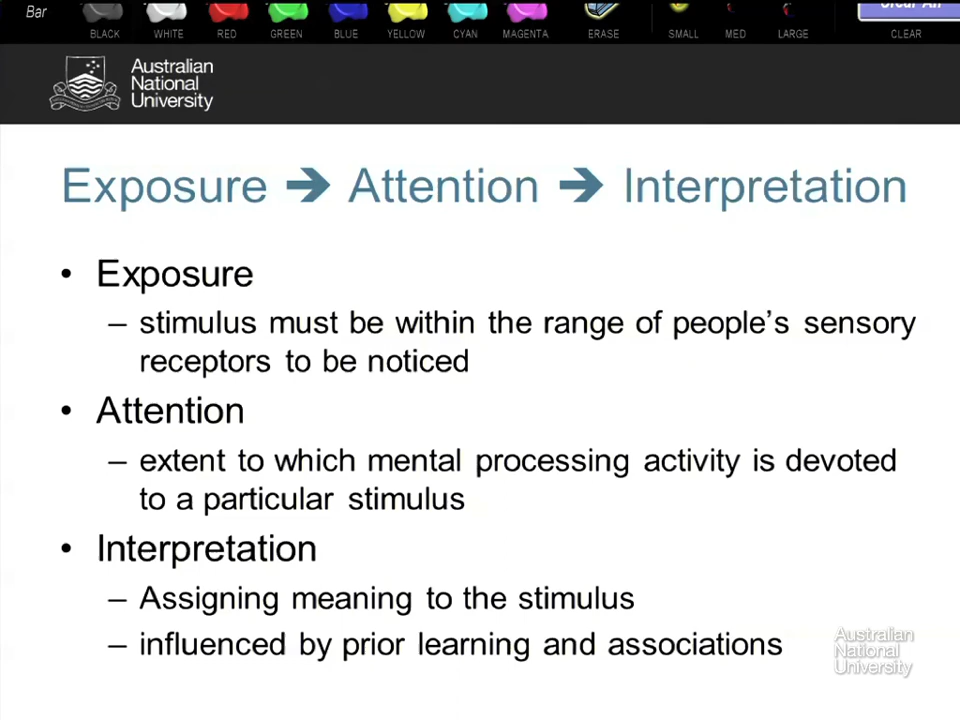 Bar
BLACK WHITE RED GREEN BLUE YELLOW CYAN MAGENTA ERASE SMALL MED LARGE CLEAR
Australian
National
University
Exposure ➔ Attention ➔ Interpretation
• Exposure
– stimulus must be within the range of people's sensory
receptors to be noticed
• Attention
– extent to which mental processing activity is devoted
to a particular stimulus
• Interpretation
– Assigning meaning to the stimulus
– influenced by prior learning and associations
Australian
National
University